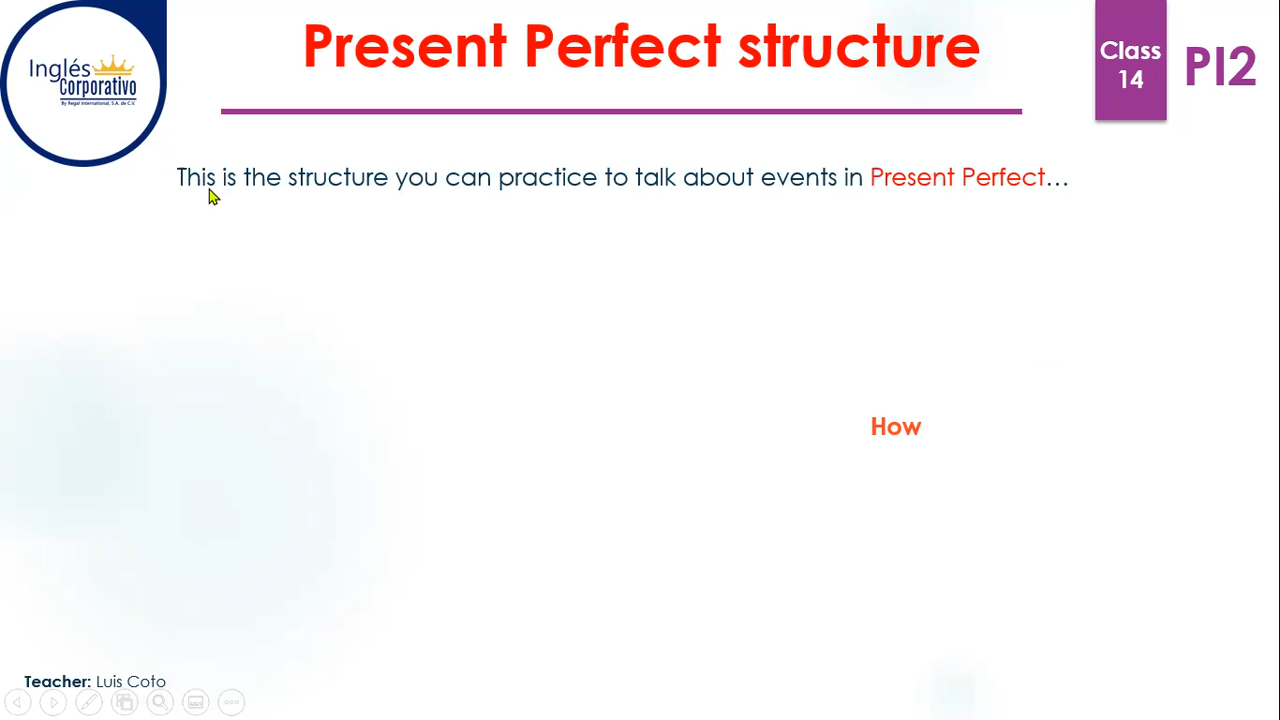 Inglés
Corporativo
By Regal International, S.A. de C.V.
Present Perfect structure
Class
14
PI2
This is the structure you can practice to talk about events in Present Perfect…
How
Teacher: Luis Coto